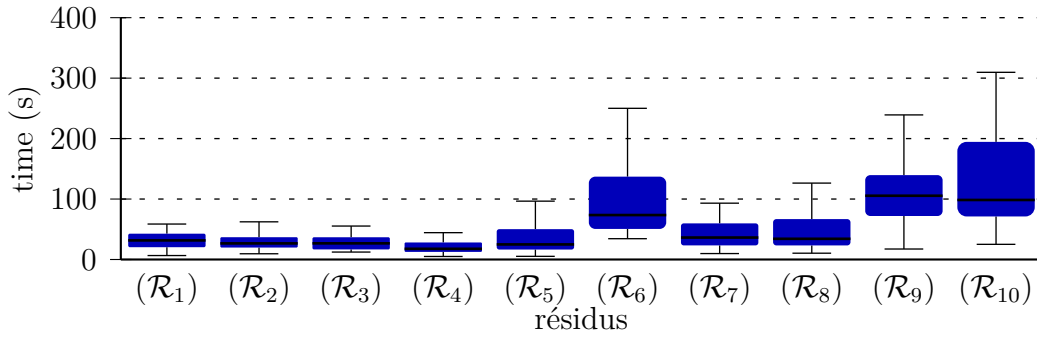 400
300
200
100
0
time (s)
(ℛ₁) (ℛ₂) (ℛ₃) (ℛ₄) (ℛ₅) (ℛ₆) (ℛ₇) (ℛ₈) (ℛ₉) (ℛ₁₀)
résidus